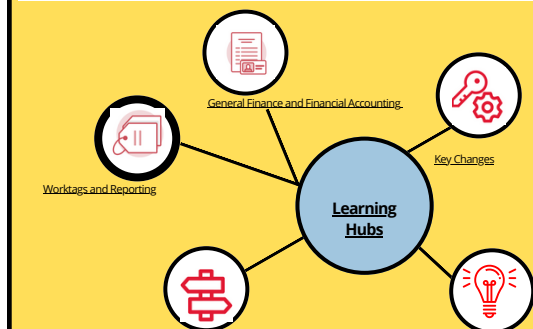 General Finance and Financial Accounting
Key Changes
Worktags and Reporting
Learning
Hubs